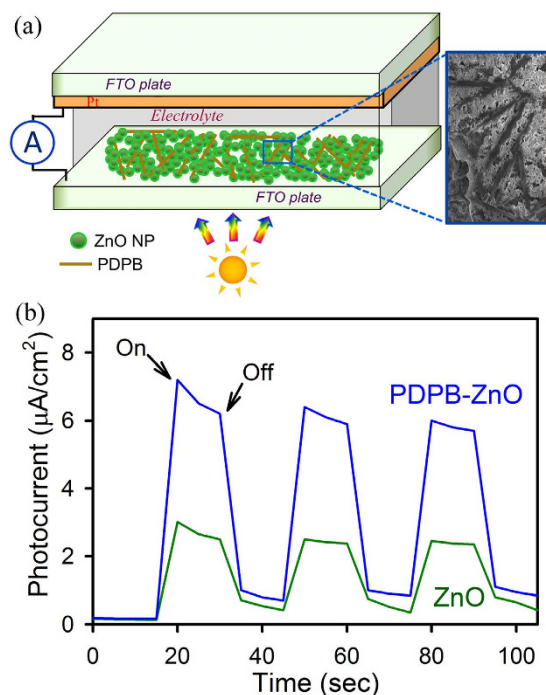 (a)
FTO plate
Pt
Electrolyte
A
FTO plate
ZnO NP
PDPB
(b)
On
Off
PDPB-ZnO
ZnO
Photocurrent (μA/cm²)
8
6
4
2
0
0 20 40 60 80 100
Time (sec)